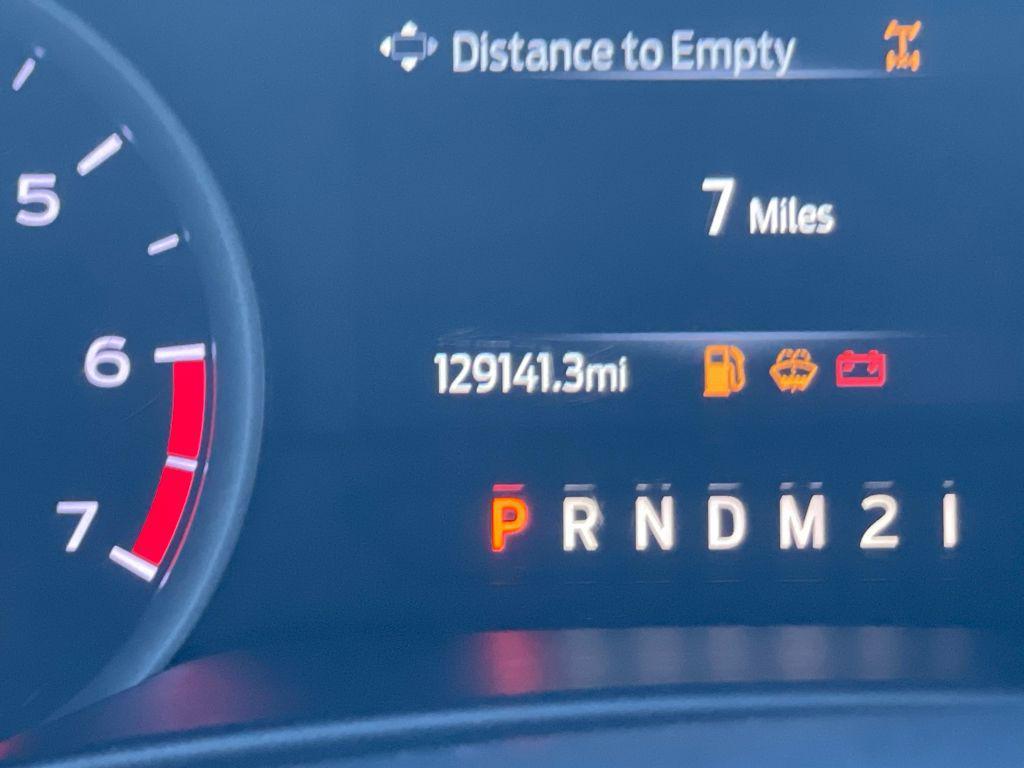 Distance to Empty
5
7 Miles
6
129141.3mi
7
P R N D M 2 1